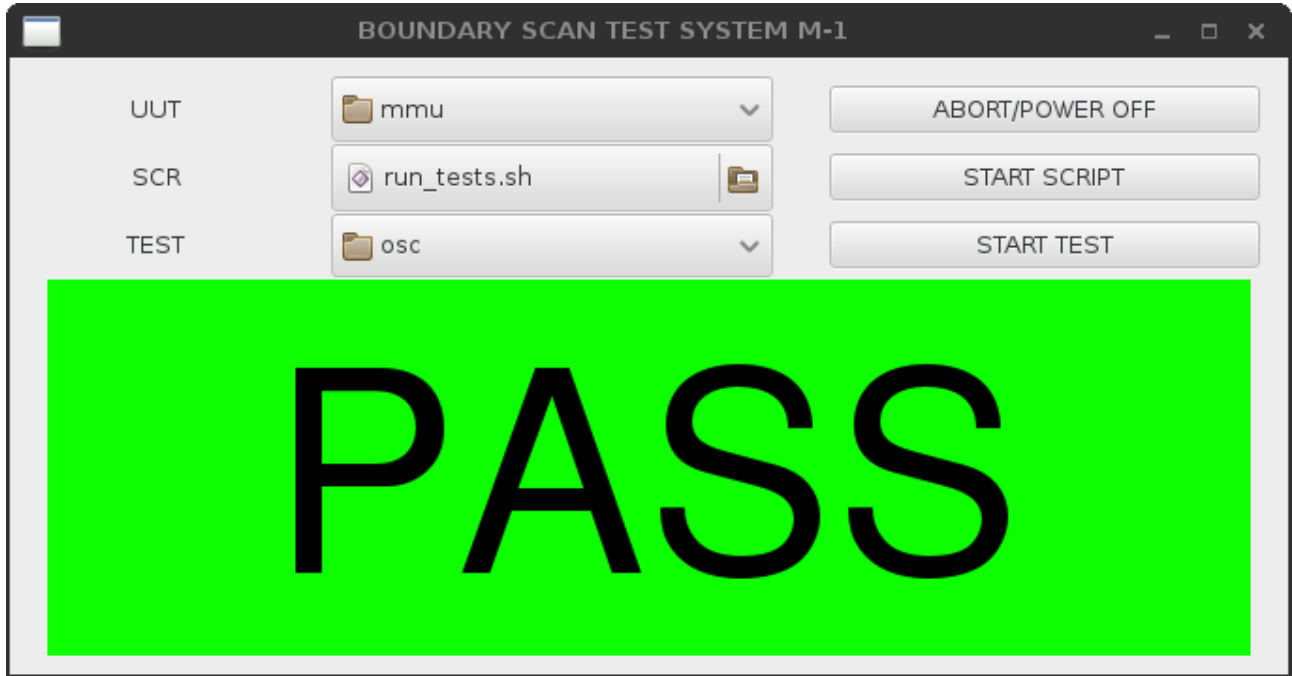 BOUNDARY SCAN TEST SYSTEM M-1
UUT mmu ABORT/POWER OFF
SCR run_tests.sh START SCRIPT
TEST osc START TEST
PASS